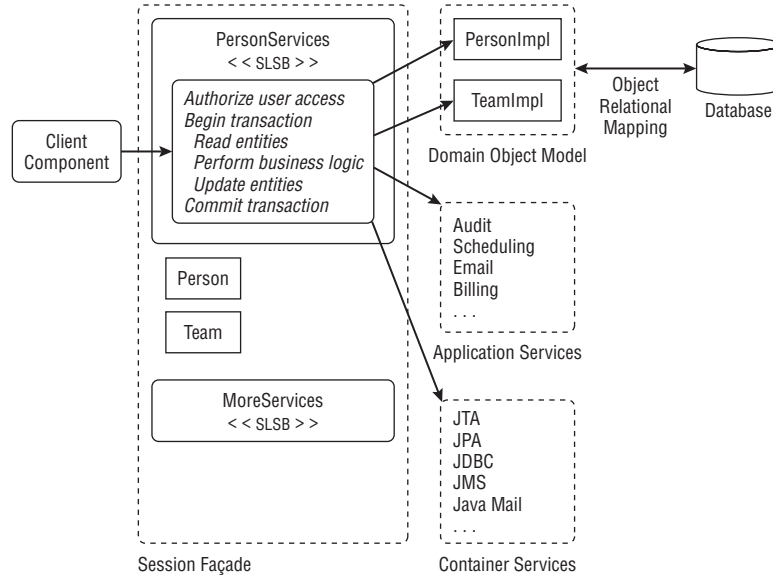 PersonServices
< < SLSB > >
Authorize user access
Begin transaction
Read entities
Perform business logic
Update entities
Commit transaction
Client
Component
Person
Team
MoreServices
< < SLSB > >
Session Façade
PersonImpl
TeamImpl
Domain Object Model
Object
Relational
Mapping
Database
Audit
Scheduling
Email
Billing
. . .
Application Services
JTA
JPA
JDBC
JMS
Java Mail
. . .
Container Services